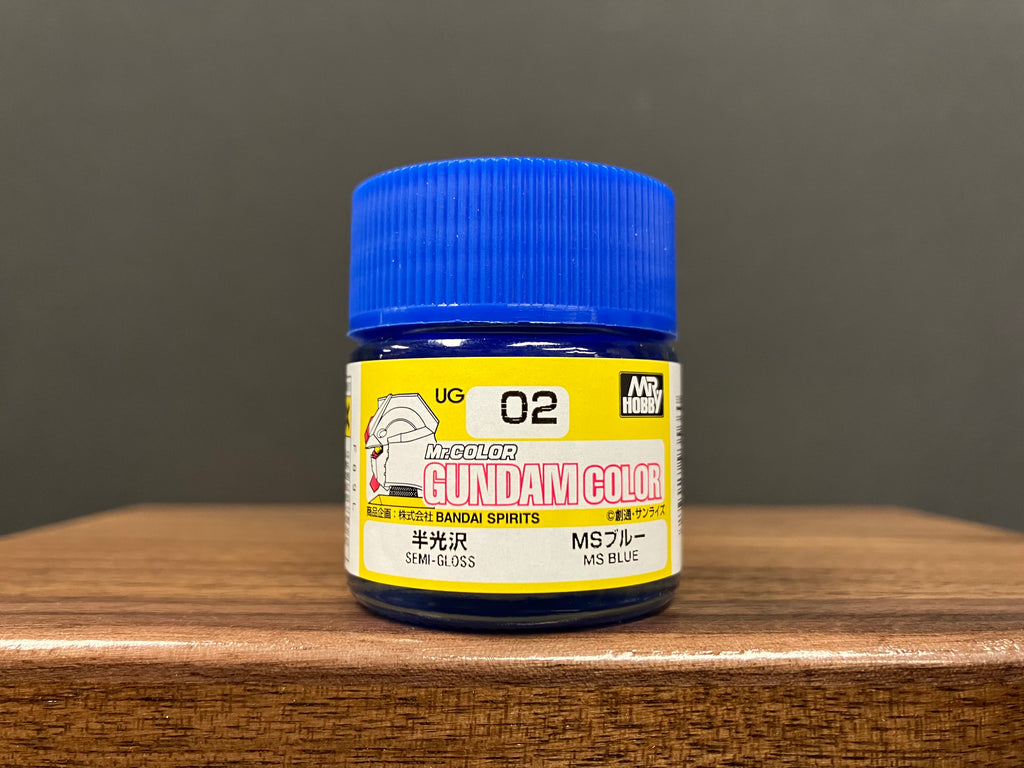 UG 02
MR HOBBY
Mr.COLOR
GUNDAM COLOR
商品企画:株式会社 BANDAI SPIRITS
©創通・サンライズ
半光沢
SEMI-GLOSS
MSブルー
MS BLUE